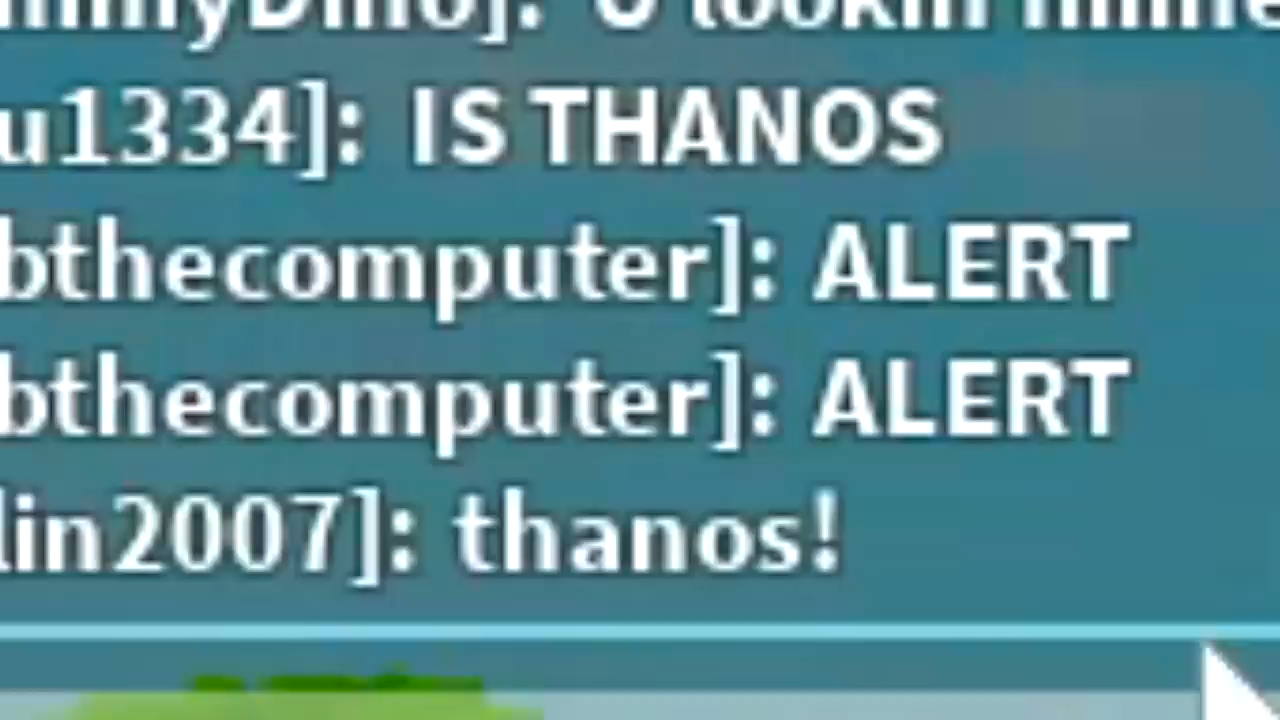 u1334]: IS THANOS
bthecomputer]: ALERT
bthecomputer]: ALERT
lin2007]: thanos!